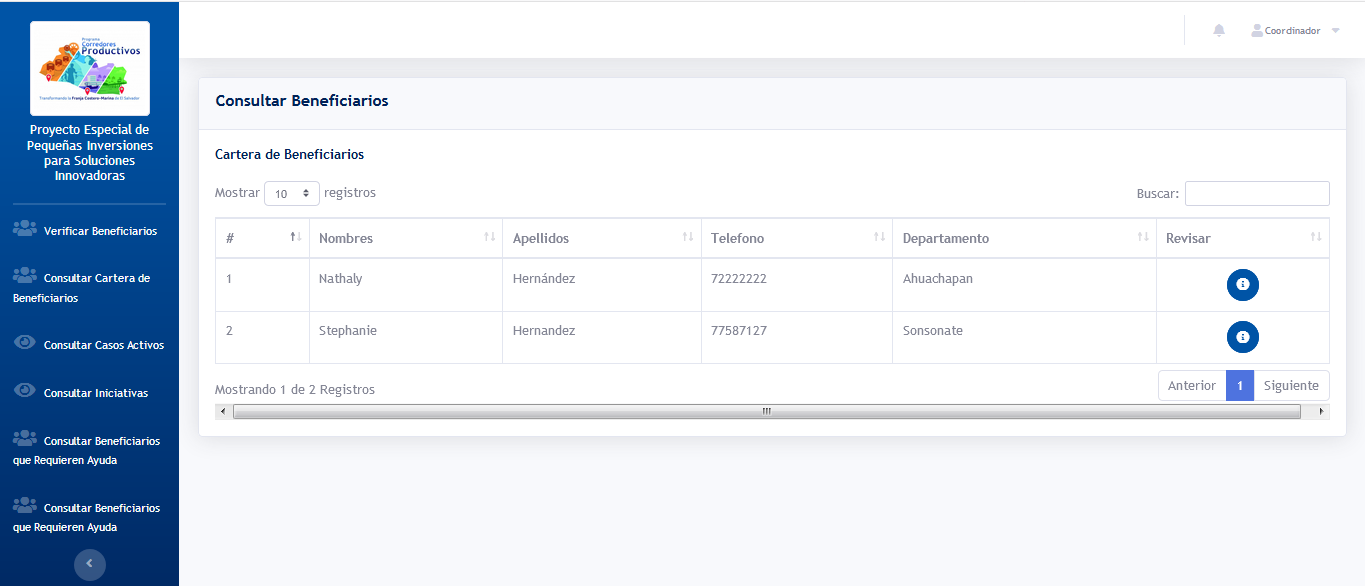 Programa
Corredores
Productivos
Transformando la Franja Costero-Marina de El Salvador
Proyecto Especial de
Pequeñas Inversiones
para Soluciones
Innovadoras
Verificar Beneficiarios
Consultar Cartera de
Beneficiarios
Consultar Casos Activos
Consultar Iniciativas
Consultar Beneficiarios
que Requieren Ayuda
Consultar Beneficiarios
que Requieren Ayuda
Coordinador
Consultar Beneficiarios
Cartera de Beneficiarios
Mostrar 10 registros
Buscar:
# Nombres Apellidos Telefono Departamento Revisar
1 Nathaly Hernández 72222222 Ahuachapan
2 Stephanie Hernandez 77587127 Sonsonate
Mostrando 1 de 2 Registros
Anterior 1 Siguiente